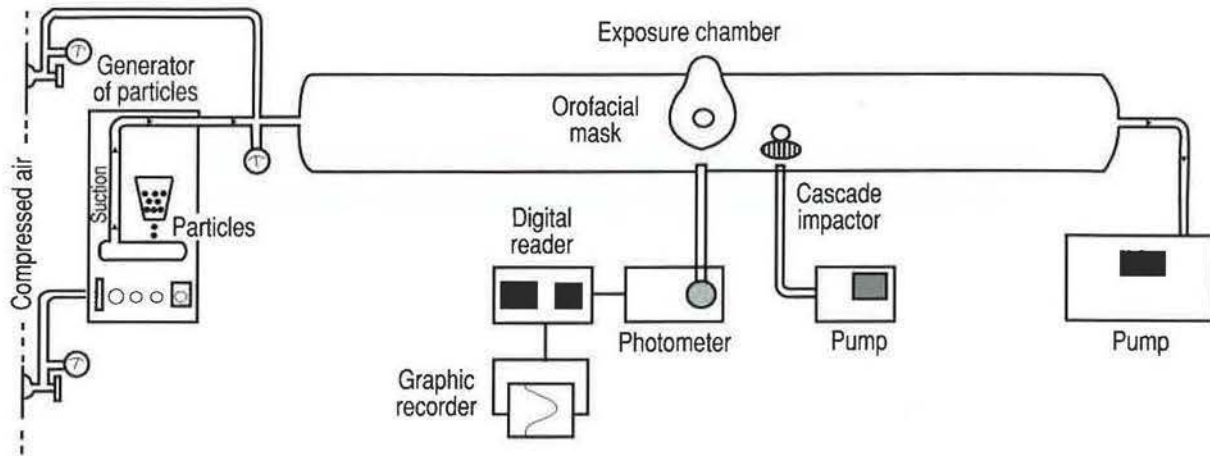 Exposure chamber
Generator
of particles
Orofacial
mask
Compressed air
Suction
Particles
Cascade
impactor
Digital
reader
Photometer
Pump
Pump
Graphic
recorder